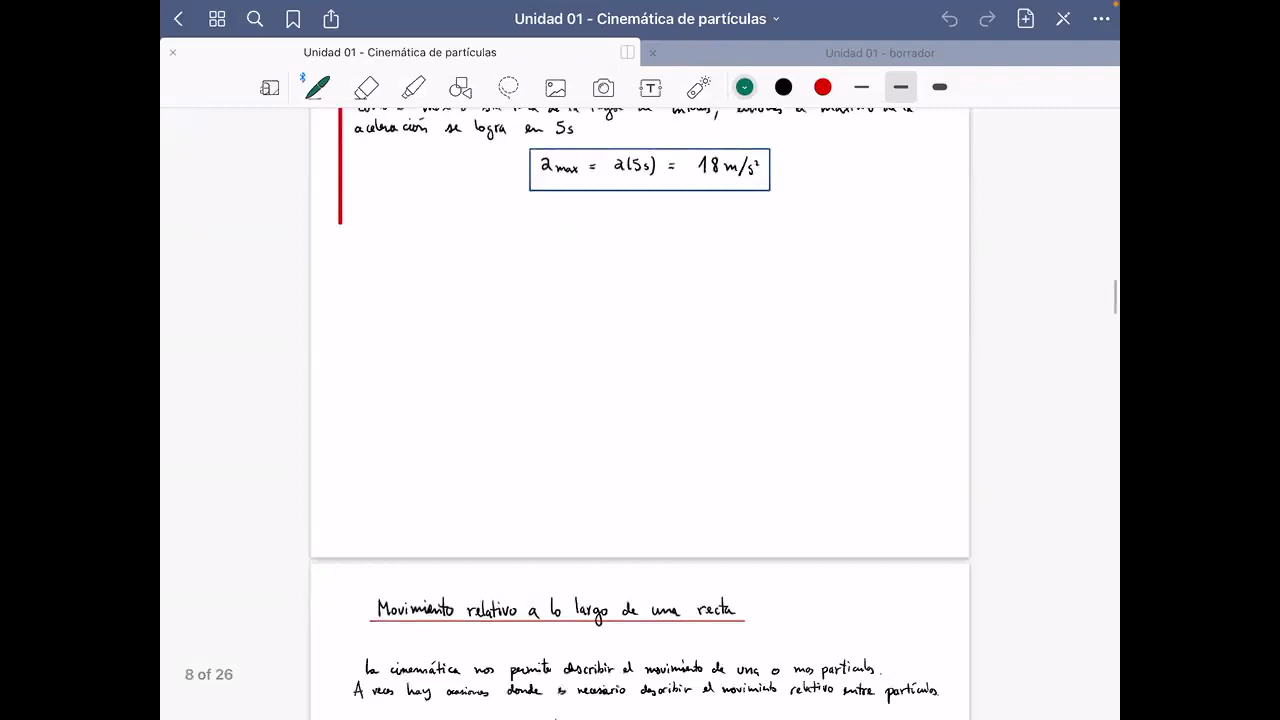 Unidad 01 - Cinemática de partículas
Unidad 01 - Cinemática de partículas
Unidad 01 - borrador
aceleración se logra en 5s
a max = a(5s) = 18 m/s²
Movimiento relativo a lo largo de una recta
La cinemática nos permite describir el movimiento de una o mas particulas.
A veces hay ocasiones donde es necesario describir el movimiento relativo entre partículas.
8 of 26